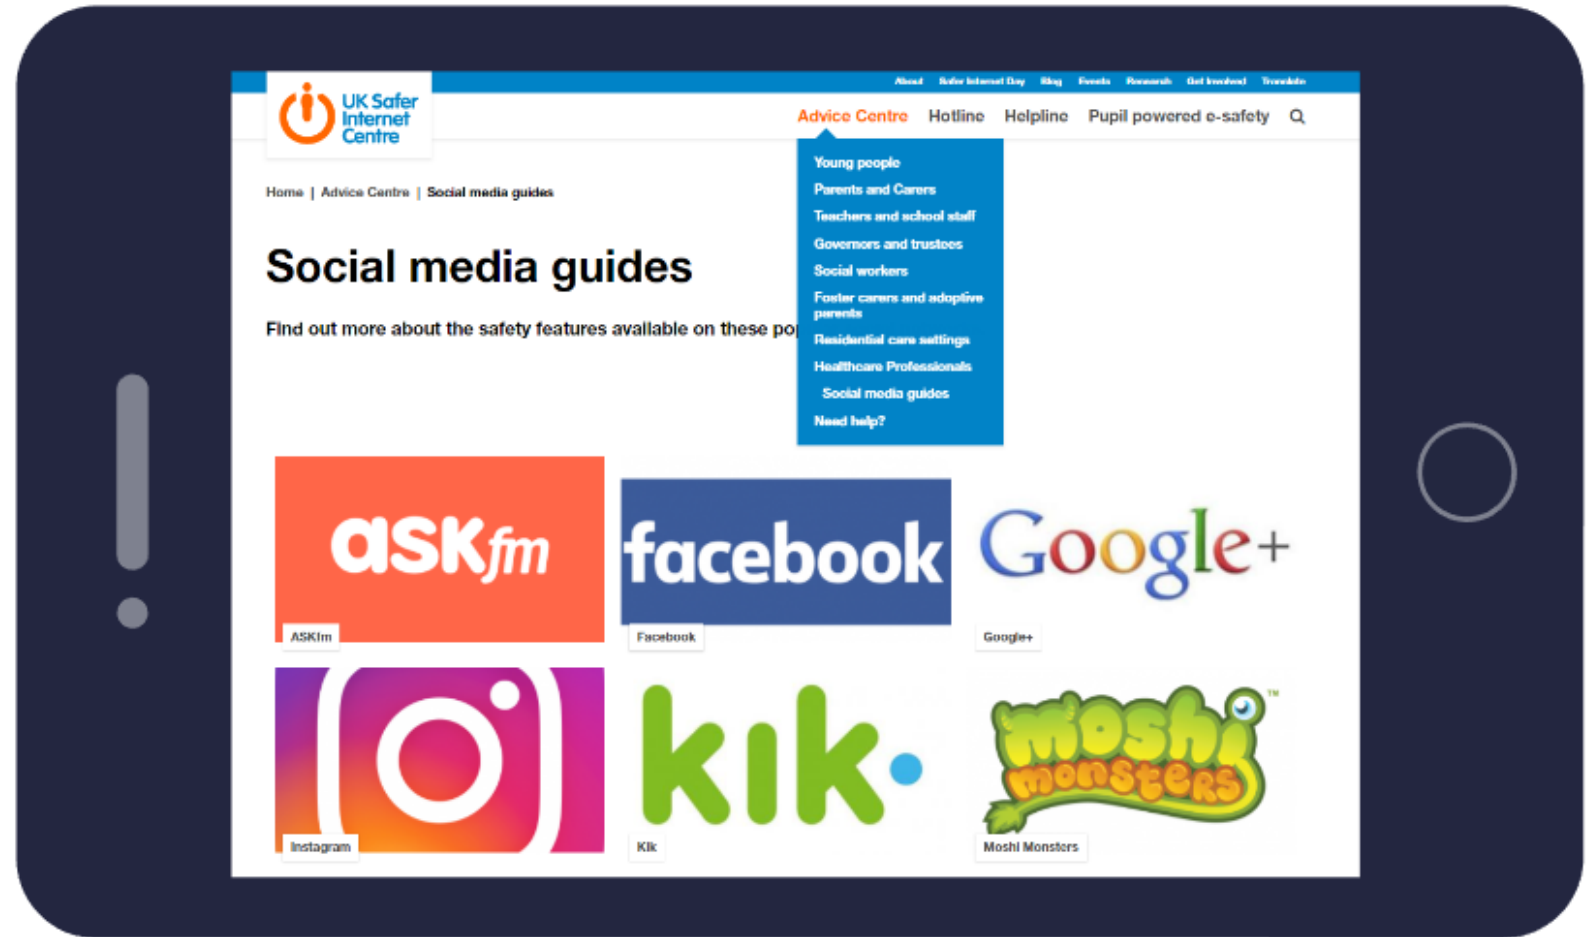 About Safer Internet Day Blog Events Research Get Involved Translate
UK Safer
Internet
Centre
Advice Centre Hotline Helpline Pupil powered e-safety
Home | Advice Centre | Social media guides
Social media guides
Find out more about the safety features available on these po
Young people
Parents and Carers
Teachers and school staff
Governors and trustees
Social workers
Foster carers and adoptive
parents
Residential care settings
Healthcare Professionals
Social media guides
Need help?
ASKfm
ASKfm
facebook
Facebook
Google+
Google+
Instagram
kik
Kik
moshi
monsters
TM
Moshi Monsters